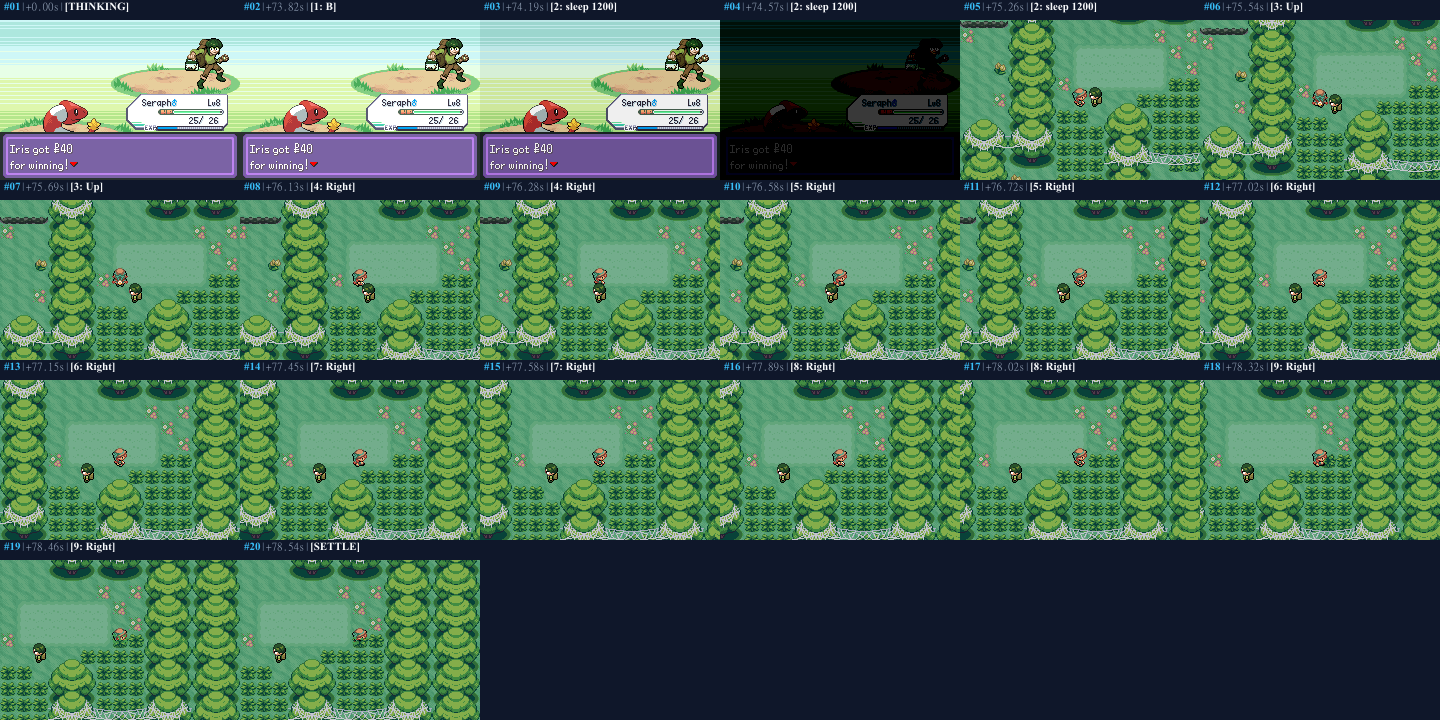 #01 | +0.00s | [THINKING]
#02 | +73.82s | [1: B]
#03 | +74.19s | [2: sleep 1200]
#04 | +74.57s | [2: sleep 1200]
#05 | +75.26s | [2: sleep 1200]
#06 | +75.54s | [3: Up]
Seraph Lv8
25/ 26
EXP
Iris got ₽40
for winning!
Seraph Lv8
25/ 26
EXP
Iris got ₽40
for winning!
Seraph Lv8
25/ 26
EXP
Iris got ₽40
for winning!
Seraph Lv8
25/ 26
EXP
Iris got ₽40
for winning!
#07 | +75.69s | [3: Up]
#08 | +76.13s | [4: Right]
#09 | +76.28s | [4: Right]
#10 | +76.58s | [5: Right]
#11 | +76.72s | [5: Right]
#12 | +77.02s | [6: Right]
#13 | +77.15s | [6: Right]
#14 | +77.45s | [7: Right]
#15 | +77.58s | [7: Right]
#16 | +77.89s | [8: Right]
#17 | +78.02s | [8: Right]
#18 | +78.32s | [9: Right]
#19 | +78.46s | [9: Right]
#20 | +78.54s | [SETTLE]